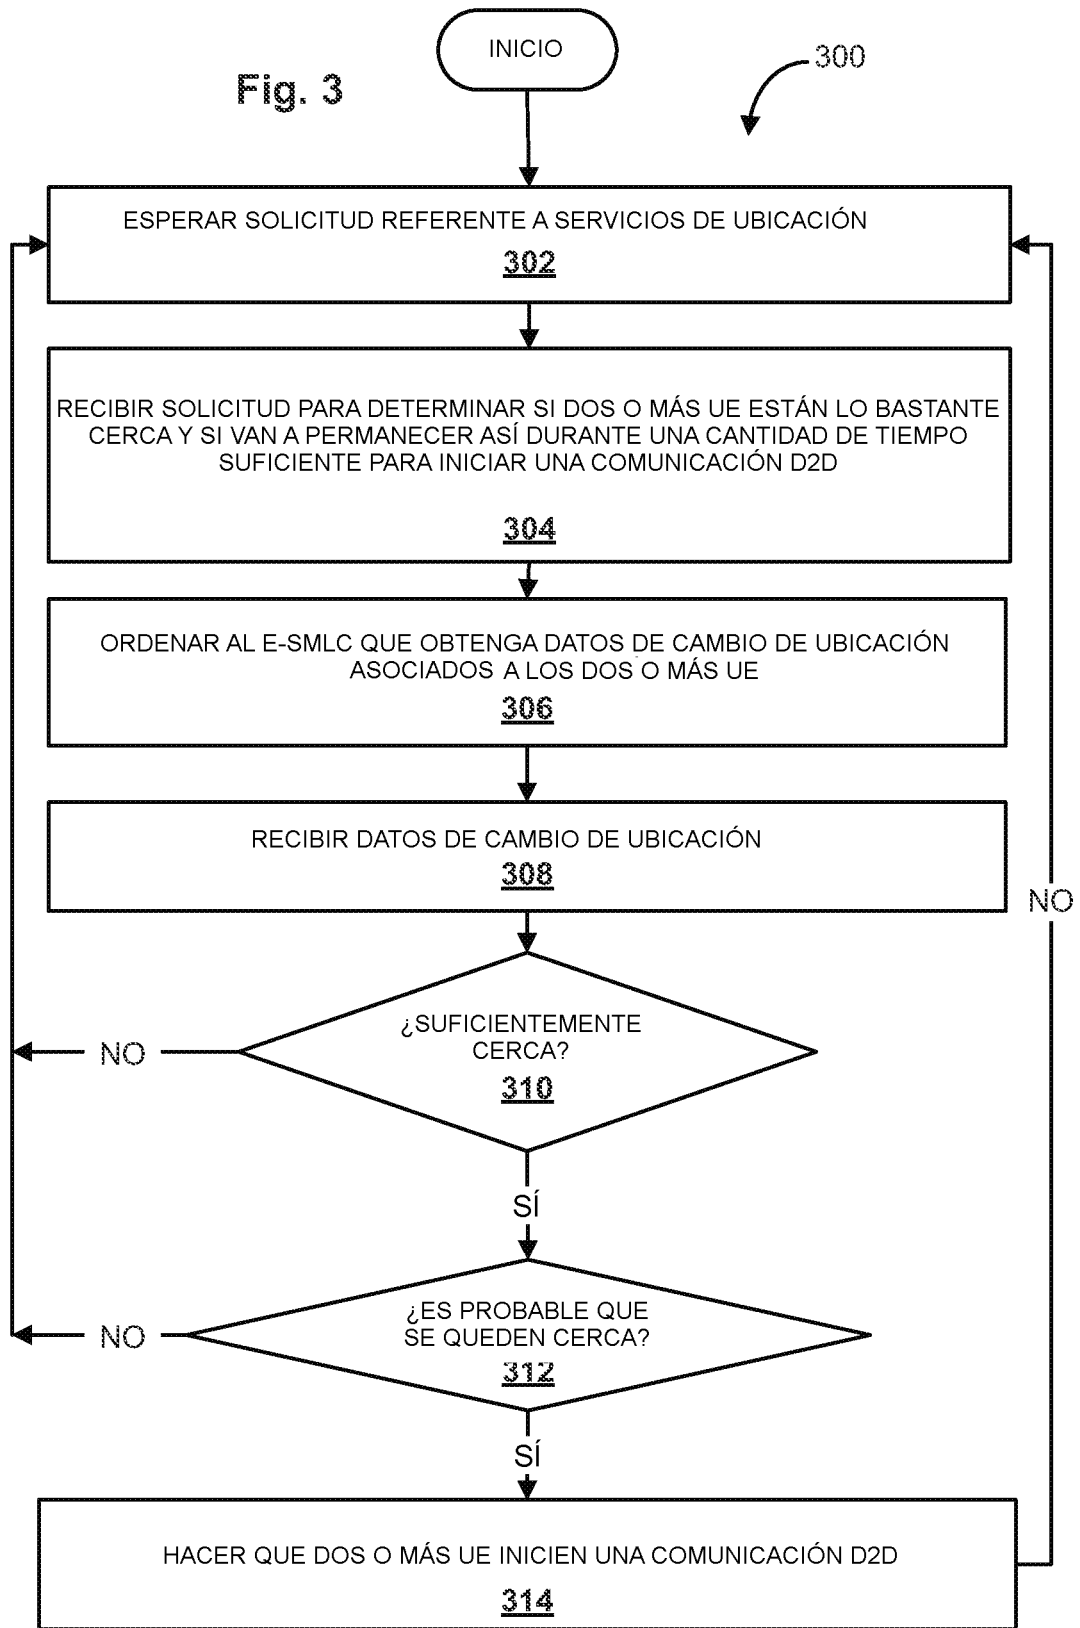 INICIO
Fig. 3
300
ESPERAR SOLICITUD REFERENTE A SERVICIOS DE UBICACIÓN
302
RECIBIR SOLICITUD PARA DETERMINAR SI DOS O MÁS UE ESTÁN LO BASTANTE
CERCA Y SI VAN A PERMANECER ASÍ DURANTE UNA CANTIDAD DE TIEMPO
SUFICIENTE PARA INICIAR UNA COMUNICACIÓN D2D
304
ORDENAR AL E-SMLC QUE OBTENGA DATOS DE CAMBIO DE UBICACIÓN
ASOCIADOS A LOS DOS O MÁS UE
306
RECIBIR DATOS DE CAMBIO DE UBICACIÓN
308
NO
¿SUFICIENTEMENTE
CERCA?
310
NO
SÍ
¿ES PROBABLE QUE
SE QUEDEN CERCA?
312
NO
SÍ
HACER QUE DOS O MÁS UE INICIEN UNA COMUNICACIÓN D2D
314